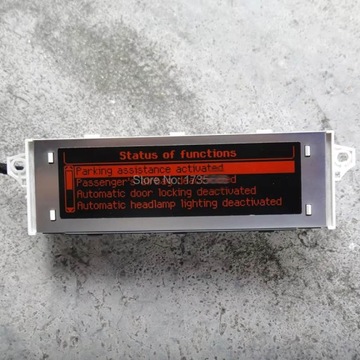 Status of functions
Parking assistance activated
Passenger's
Store No: 1735
Automatic door locking deactivated
Automatic headlamp lighting deactivated